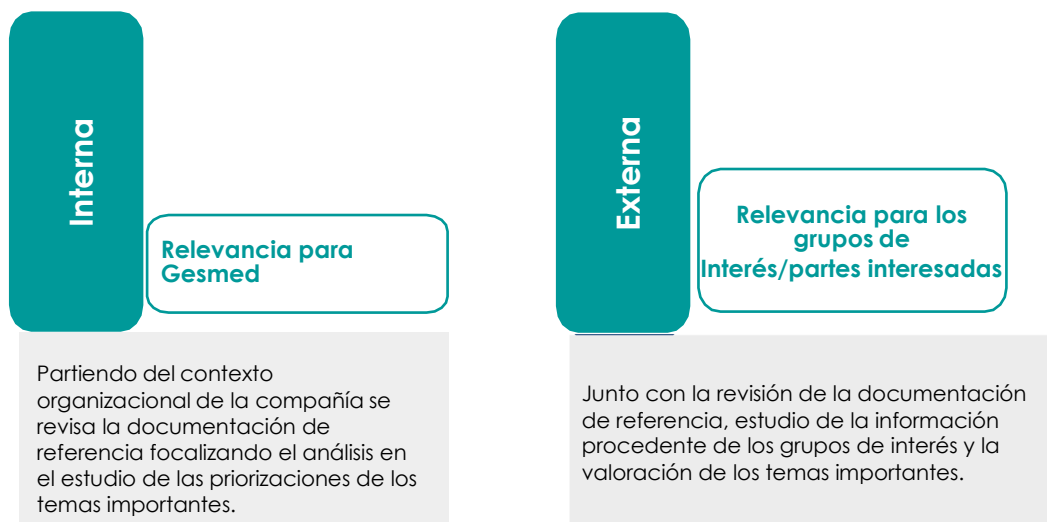 Interna
Relevancia para
Gesmed
Partiendo del contexto
organizacional de la compañía se
revisa la documentación de
referencia focalizando el análisis en
el estudio de las priorizaciones de los
temas importantes.
Externa
Relevancia para los
grupos de
Interés/partes interesadas
Junto con la revisión de la documentación
de referencia, estudio de la información
procedente de los grupos de interés y la
valoración de los temas importantes.